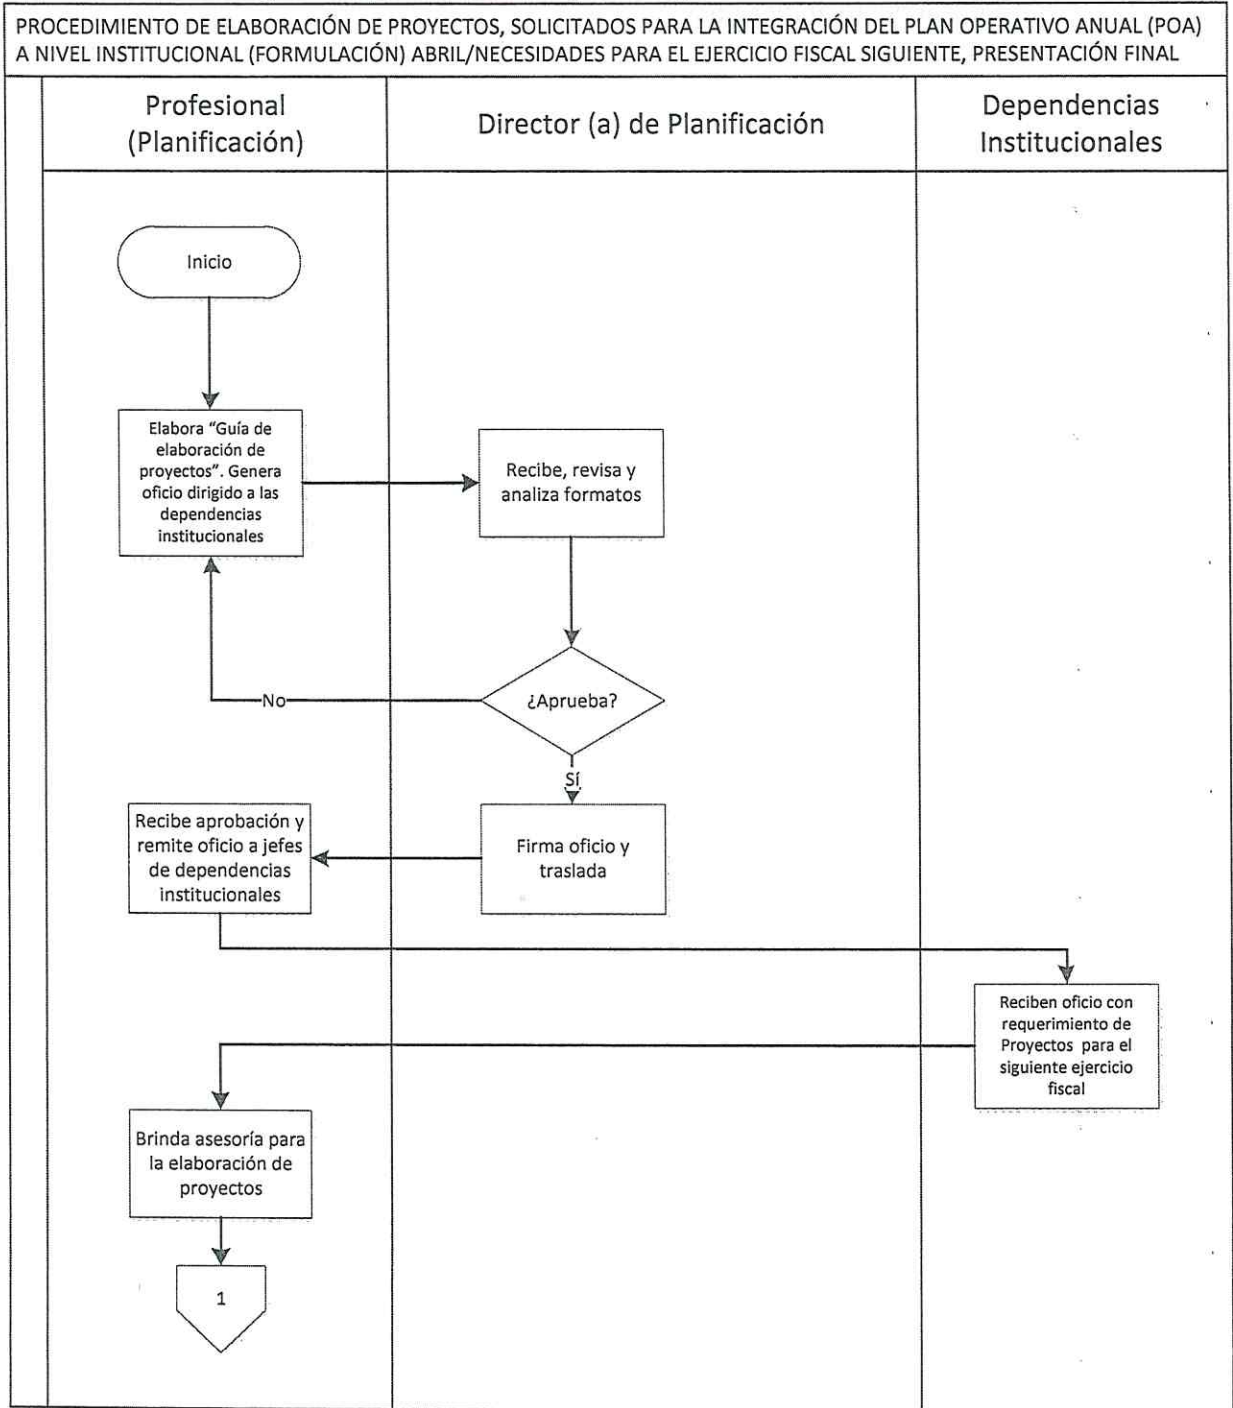 PROCEDIMIENTO DE ELABORACIÓN DE PROYECTOS, SOLICITADOS PARA LA INTEGRACIÓN DEL PLAN OPERATIVO ANUAL (POA)
A NIVEL INSTITUCIONAL (FORMULACIÓN) ABRIL/NECESIDADES PARA EL EJERCICIO FISCAL SIGUIENTE, PRESENTACIÓN FINAL
Profesional
(Planificación)
Director (a) de Planificación
Dependencias
Institucionales
Inicio
Elabora “Guía de
elaboración de
proyectos”. Genera
oficio dirigido a las
dependencias
institucionales
Recibe, revisa y
analiza formatos
¿Aprueba?
No
Sí
Firma oficio y
traslada
Recibe aprobación y
remite oficio a jefes
de dependencias
institucionales
Reciben oficio con
requerimiento de
Proyectos para el
siguiente ejercicio
fiscal
Brinda asesoría para
la elaboración de
proyectos
1